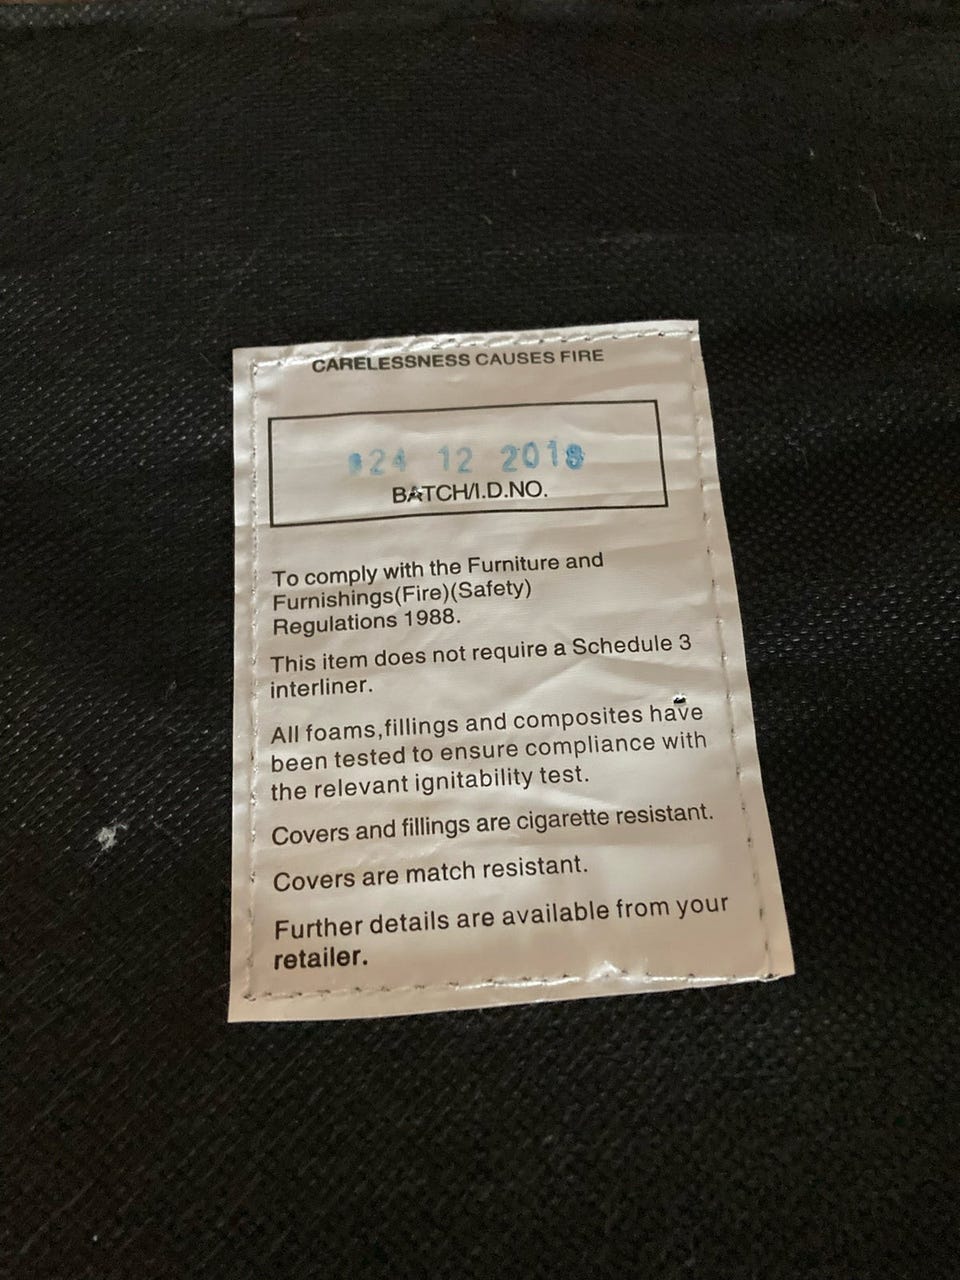 CARELESSNESS CAUSES FIRE
24 12 2018
BATCH/I.D.NO.
To comply with the Furniture and
Furnishings(Fire)(Safety)
Regulations 1988.
This item does not require a Schedule 3
interliner.
All foams,fillings and composites have
been tested to ensure compliance with
the relevant ignitability test.
Covers and fillings are cigarette resistant.
Covers are match resistant.
Further details are available from your
retailer.